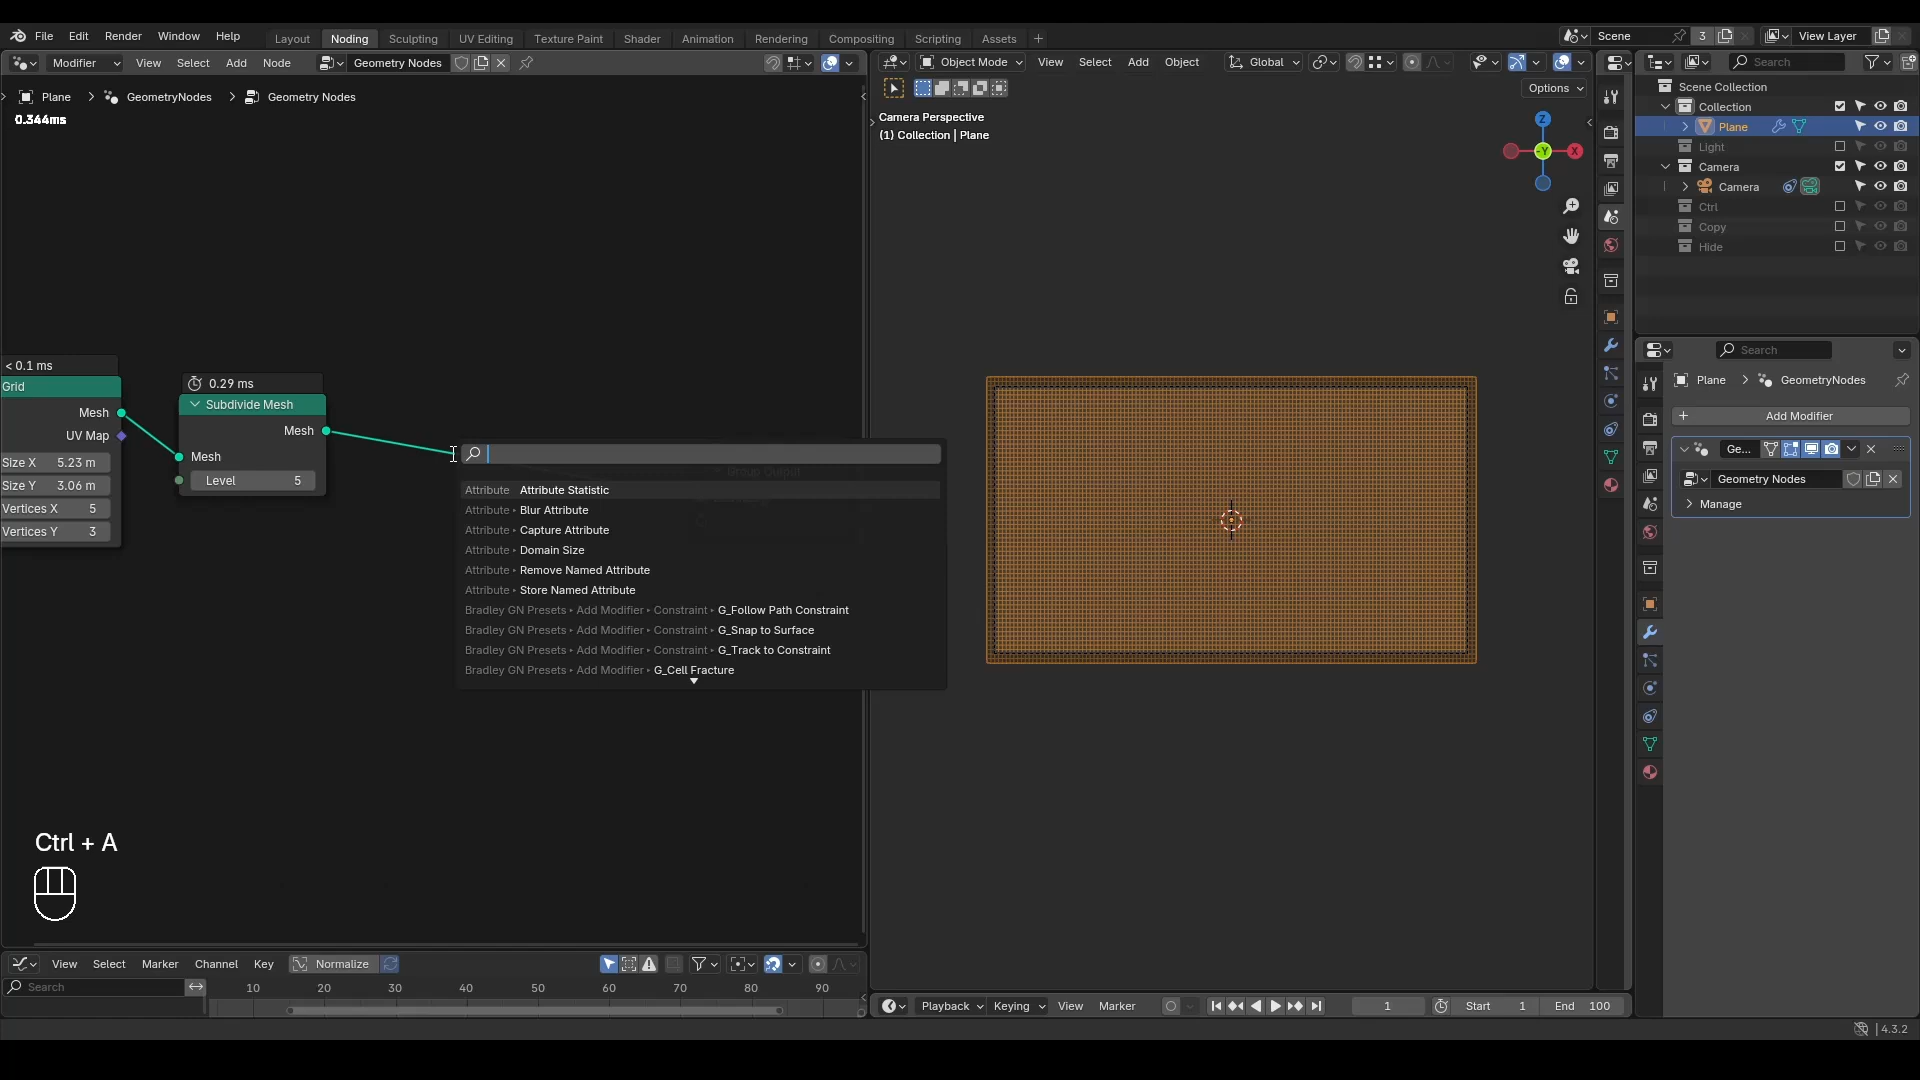 File Edit Render Window Help Layout Noding Sculpting UV Editing Texture Paint Shader Animation Rendering Compositing Scripting Assets + Scene 3 View Layer
Modifier View Select Add Node Geometry Nodes
Object Mode View Select Add Object Global
Search
Options
Plane > GeometryNodes > Geometry Nodes
0.344ms
Camera Perspective
(1) Collection | Plane
Z
Y
X
Scene Collection
Collection
Plane
Light
Camera
Camera
Ctrl
Copy
Hide
< 0.1 ms
Grid
Mesh
UV Map
Size X 5.23 m
Size Y 3.06 m
Vertices X 5
Vertices Y 3
0.29 ms
Subdivide Mesh
Mesh
Mesh
Level 5
Group Output
Attribute Attribute Statistic
Attribute ▸ Blur Attribute
Attribute ▸ Capture Attribute
Attribute ▸ Domain Size
Attribute ▸ Remove Named Attribute
Attribute ▸ Store Named Attribute
Bradley GN Presets ▸ Add Modifier ▸ Constraint ▸ G_Follow Path Constraint
Bradley GN Presets ▸ Add Modifier ▸ Constraint ▸ G_Snap to Surface
Bradley GN Presets ▸ Add Modifier ▸ Constraint ▸ G_Track to Constraint
Bradley GN Presets ▸ Add Modifier ▸ G_Cell Fracture
Search
Plane > GeometryNodes
+ Add Modifier
Ge...
Geometry Nodes
Manage
Ctrl + A
View Select Marker Channel Key Normalize
Search
10 20 30 40 50 60 70 80 90
Playback Keying View Marker 1 Start 1 End 100
4.3.2